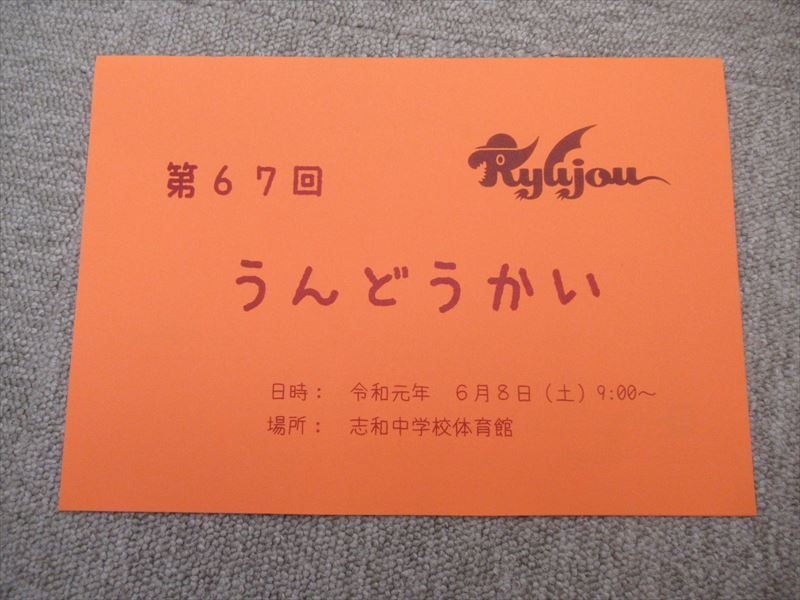 第６７回
Ryujou
うんどうかい
日時： 令和元年 ６月８日（土）9:00～
場所： 志和中学校体育館